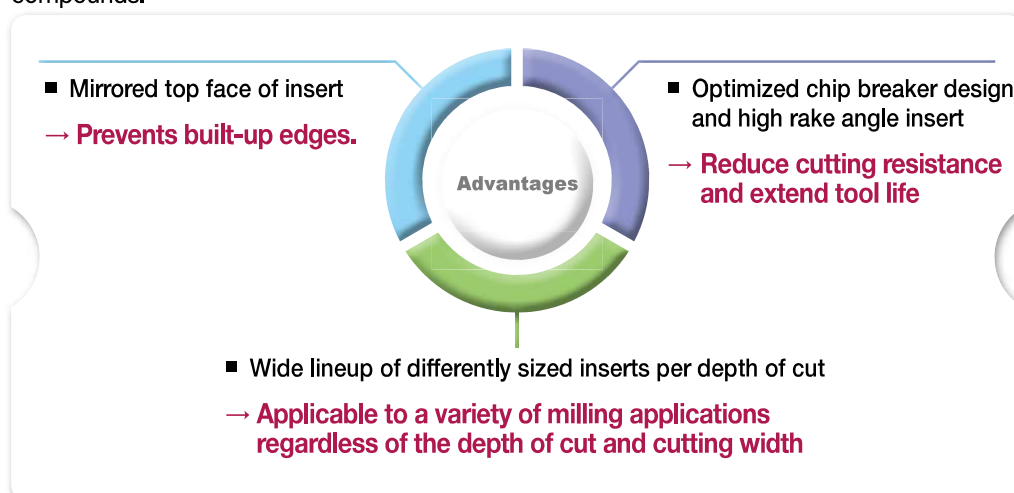 compounds.
■ Mirrored top face of insert
→ Prevents built-up edges.
Advantages
■ Optimized chip breaker design
and high rake angle insert
→ Reduce cutting resistance
and extend tool life
■ Wide lineup of differently sized inserts per depth of cut
→ Applicable to a variety of milling applications
regardless of the depth of cut and cutting width